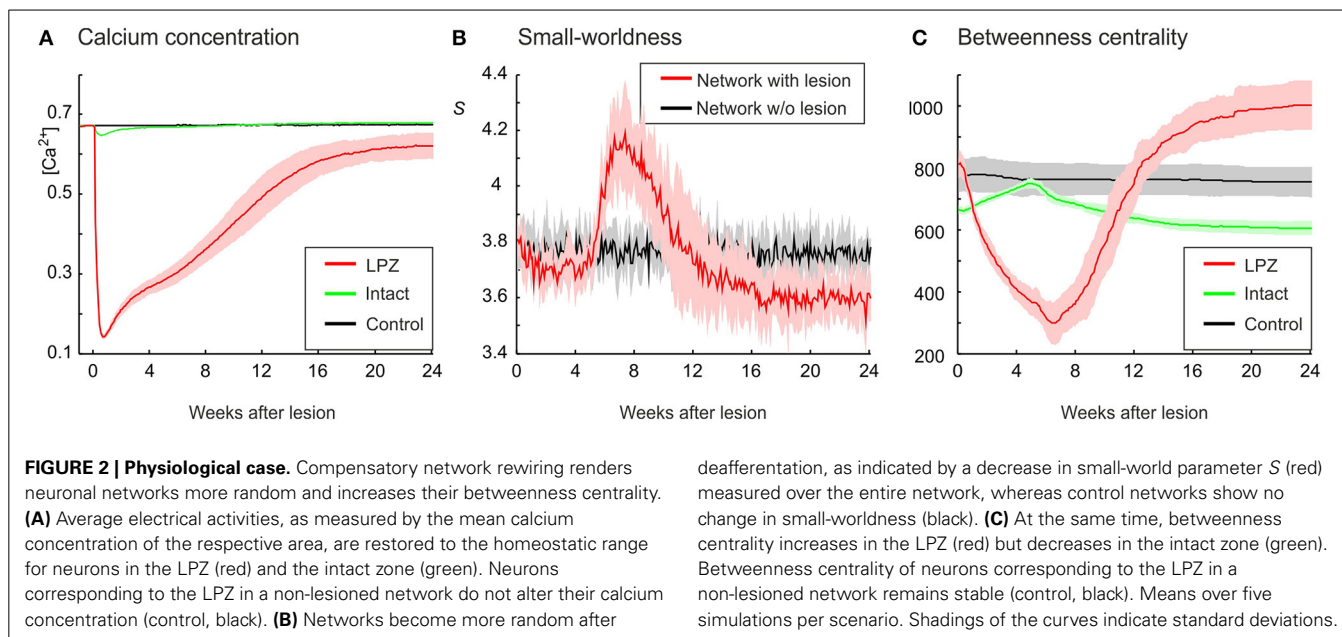 A Calcium concentration
0.7
0.5
0.3
0.1
[Ca2+]
LPZ
Intact
Control
0 4 8 12 16 20 24
Weeks after lesion
B Small-worldness
S
4.4
4.2
4
3.8
3.6
3.4
Network with lesion
Network w/o lesion
0 4 8 12 16 20 24
Weeks after lesion
C Betweenness centrality
1000
800
600
400
200
LPZ
Intact
Control
0 4 8 12 16 20 24
Weeks after lesion
FIGURE 2 | Physiological case. Compensatory network rewiring renders
neuronal networks more random and increases their betweenness centrality.
(A) Average electrical activities, as measured by the mean calcium
concentration of the respective area, are restored to the homeostatic range
for neurons in the LPZ (red) and the intact zone (green). Neurons
corresponding to the LPZ in a non-lesioned network do not alter their calcium
concentration (control, black). (B) Networks become more random after
deafferentation, as indicated by a decrease in small-world parameter S (red)
measured over the entire network, whereas control networks show no
change in small-worldness (black). (C) At the same time, betweenness
centrality increases in the LPZ (red) but decreases in the intact zone (green).
Betweenness centrality of neurons corresponding to the LPZ in a
non-lesioned network remains stable (control, black). Means over five
simulations per scenario. Shadings of the curves indicate standard deviations.